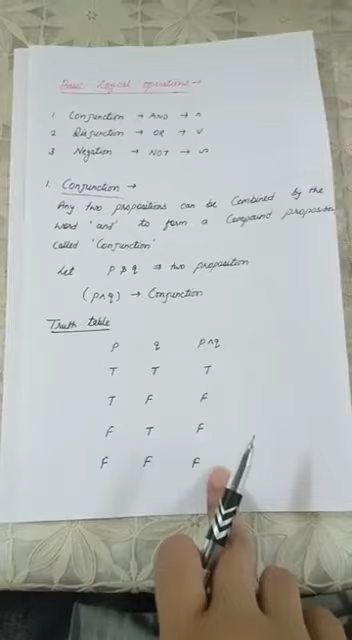 Basic Logical operations →
1 Conjunction → AND → ∧
2 Disjunction → OR → ∨
3 Negation → NOT → ∽
1. Conjunction →
Any two propositions can be Combined by the
word 'and' to form a Compound proposition
Called 'Conjunction'
Let p & q ⇒ two proposition
(p∧q) → Conjunction
Truth table
p q p∧q
T T T
T F F
F T F
F F F